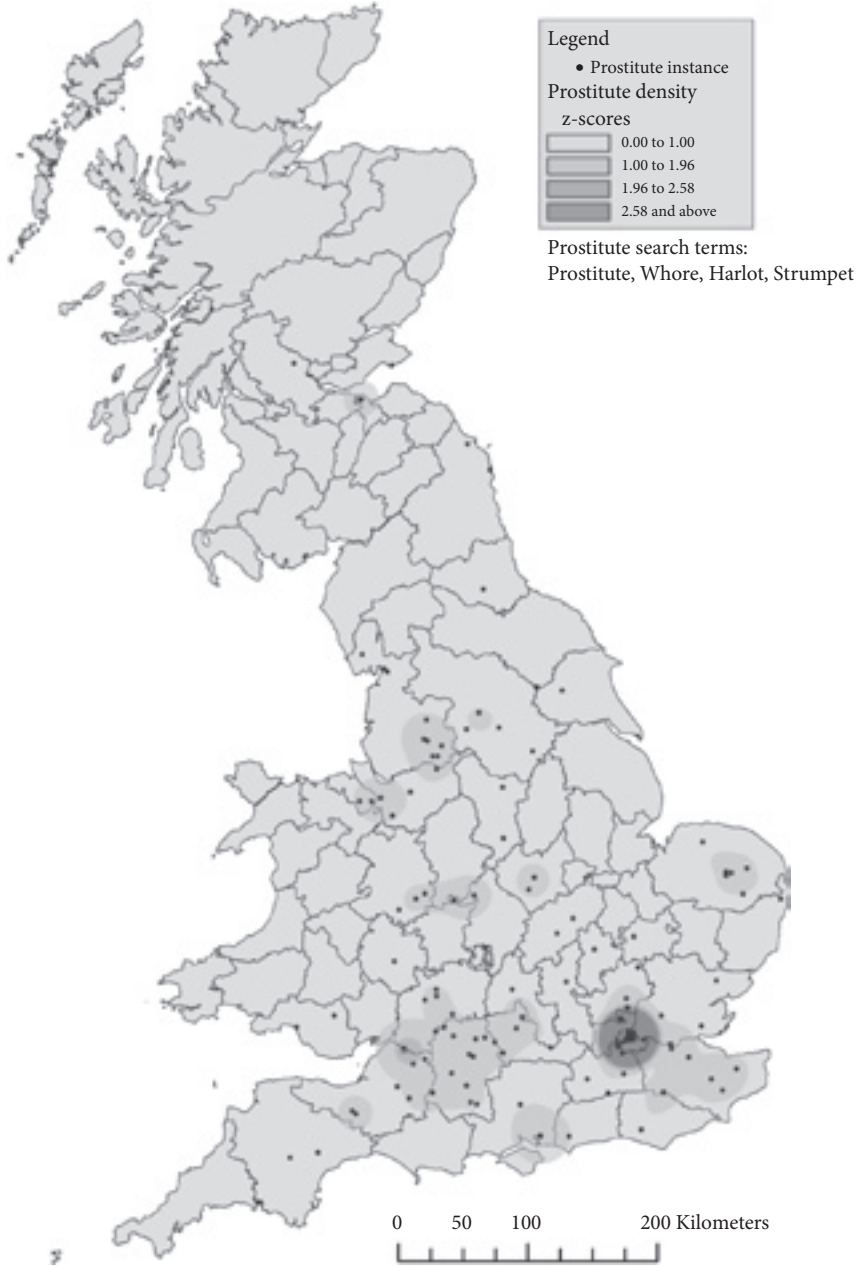 Legend
• Prostitute instance
Prostitute density
z-scores
0.00 to 1.00
1.00 to 1.96
1.96 to 2.58
2.58 and above
Prostitute search terms:
Prostitute, Whore, Harlot, Strumpet
0 50 100 200 Kilometers